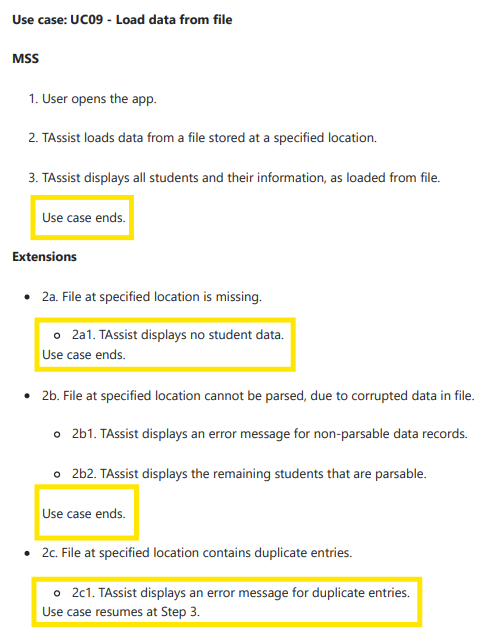 Use case: UC09 - Load data from file
MSS
1. User opens the app.
2. TAssist loads data from a file stored at a specified location.
3. TAssist displays all students and their information, as loaded from file.
Use case ends.
Extensions
• 2a. File at specified location is missing.
○ 2a1. TAssist displays no student data.
Use case ends.
• 2b. File at specified location cannot be parsed, due to corrupted data in file.
○ 2b1. TAssist displays an error message for non-parsable data records.
○ 2b2. TAssist displays the remaining students that are parsable.
Use case ends.
• 2c. File at specified location contains duplicate entries.
○ 2c1. TAssist displays an error message for duplicate entries.
Use case resumes at Step 3.